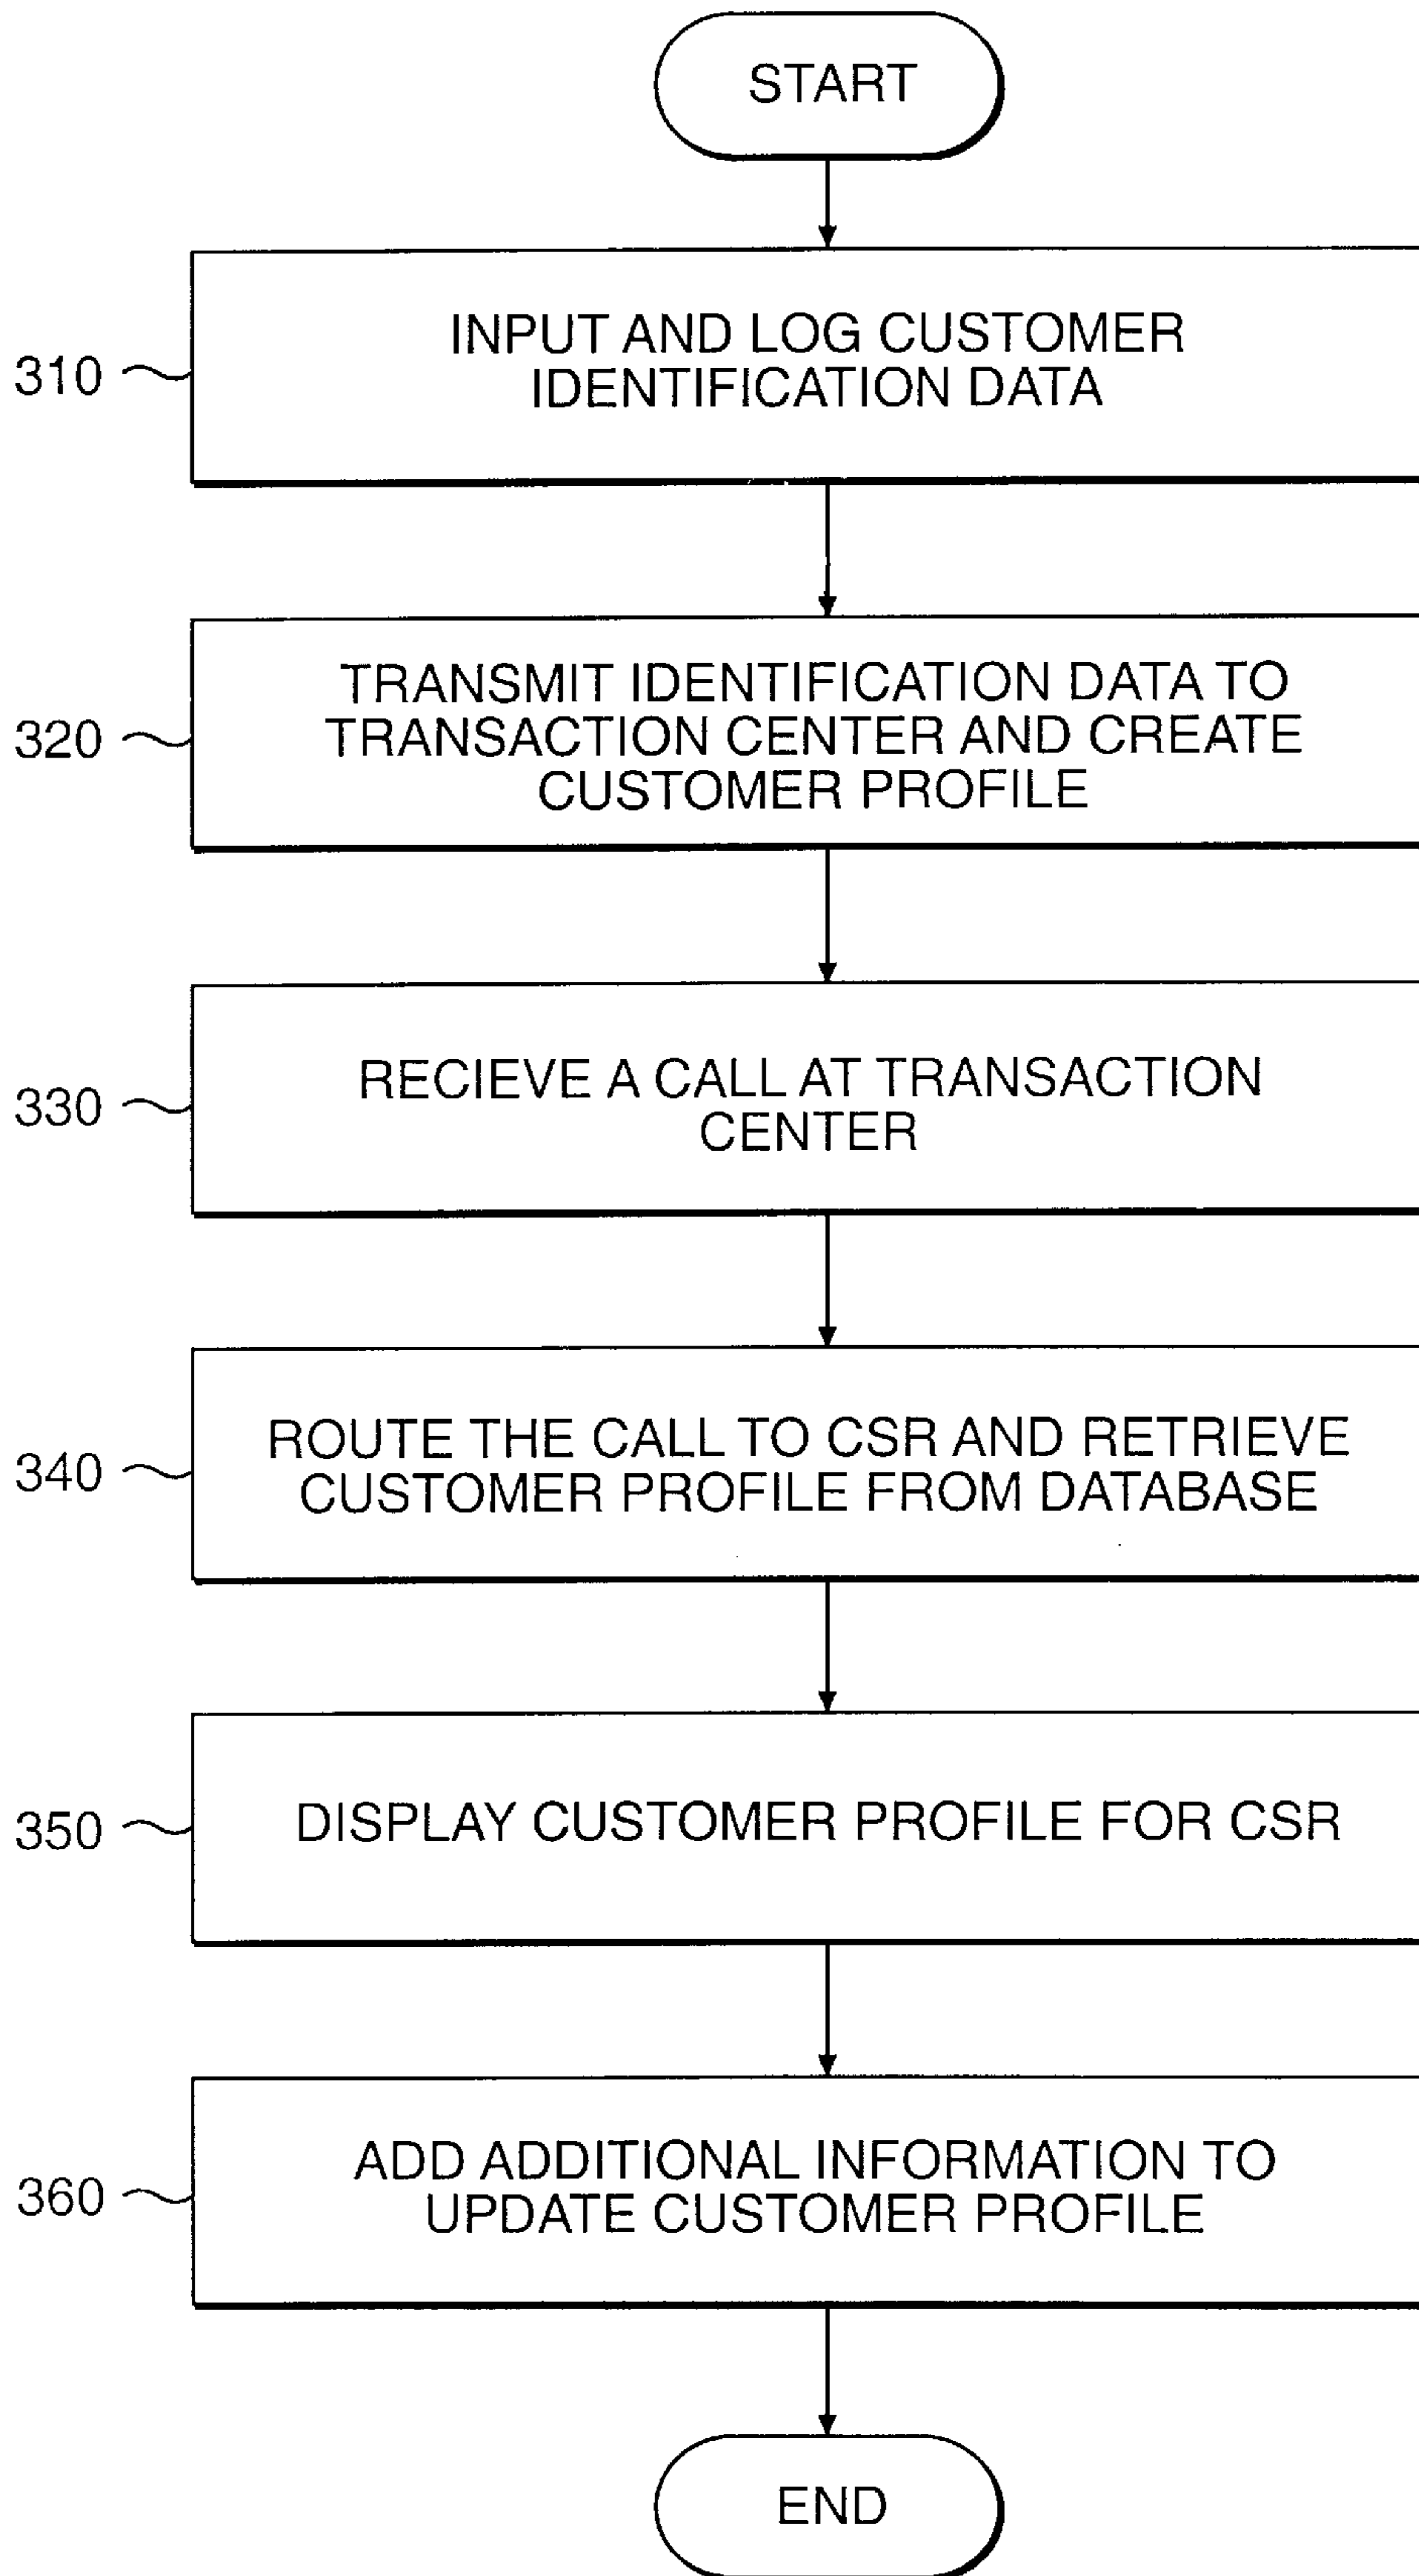 START
310
INPUT AND LOG CUSTOMER
IDENTIFICATION DATA
320
TRANSMIT IDENTIFICATION DATA TO
TRANSACTION CENTER AND CREATE
CUSTOMER PROFILE
330
RECIEVE A CALL AT TRANSACTION
CENTER
340
ROUTE THE CALL TO CSR AND RETRIEVE
CUSTOMER PROFILE FROM DATABASE
350
DISPLAY CUSTOMER PROFILE FOR CSR
360
ADD ADDITIONAL INFORMATION TO
UPDATE CUSTOMER PROFILE
END